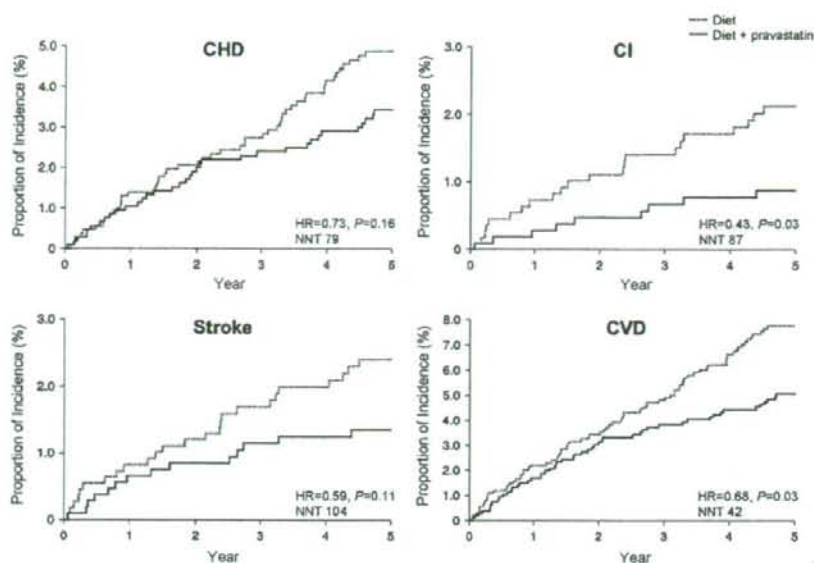 Diet
Diet + pravastatin
CHD
Proportion of Incidence (%)
5.0
4.0
3.0
2.0
1.0
0
0 1 2 3 4 5
Year
HR=0.73, P=0.16
NNT 79
CI
Proportion of Incidence (%)
3.0
2.0
1.0
0
0 1 2 3 4 5
Year
HR=0.43, P=0.03
NNT 87
Stroke
Proportion of Incidence (%)
3.0
2.0
1.0
0
0 1 2 3 4 5
Year
HR=0.59, P=0.11
NNT 104
CVD
Proportion of Incidence (%)
8.0
7.0
6.0
5.0
4.0
3.0
2.0
1.0
0
0 1 2 3 4 5
Year
HR=0.68, P=0.03
NNT 42